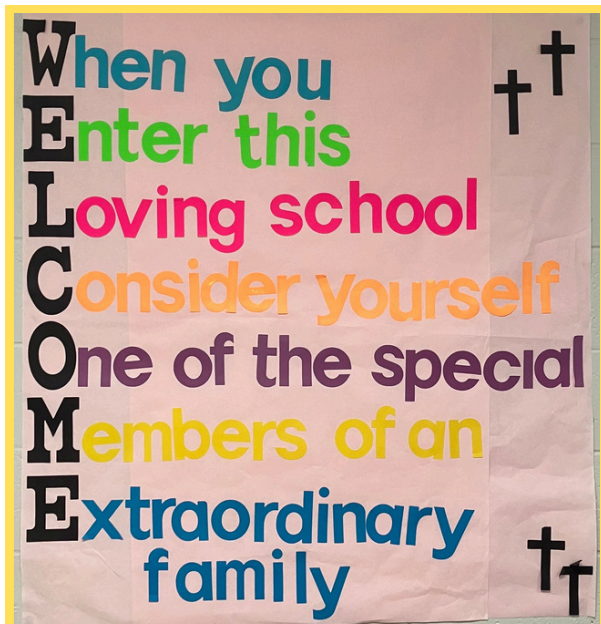 When you
Enter this
Loving school
Consider yourself
One of the special
Members of an
Extraordinary
family